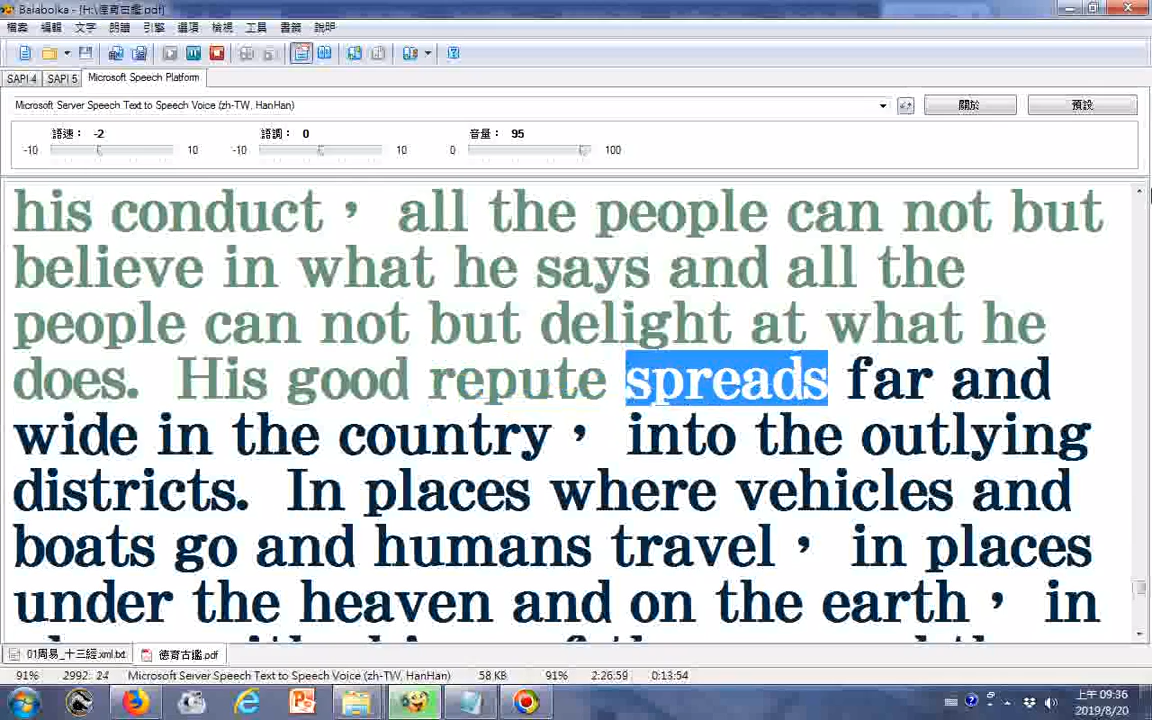 Balabolka - [H:\德育古鑑.pdf]
檔案 編輯 文字 朗讀 引擎 選項 檢視 工具 書籤 說明
SAPI 4 SAPI 5 Microsoft Speech Platform
Microsoft Server Speech Text to Speech Voice (zh-TW, HanHan) 關於 預設
語速： -2 語調： 0 音量： 95
-10 10 -10 10 0 100
his conduct， all the people can not but
believe in what he says and all the
people can not but delight at what he
does. His good repute spreads far and
wide in the country， into the outlying
districts. In places where vehicles and
boats go and humans travel， in places
under the heaven and on the earth， in
01周易_十三經.xml.txt 德育古鑑.pdf
91% 2992: 24 Microsoft Server Speech Text to Speech Voice (zh-TW, HanHan) 58 KB 91% 2:26:59 0:13:54
上午 09:36
2019/8/20